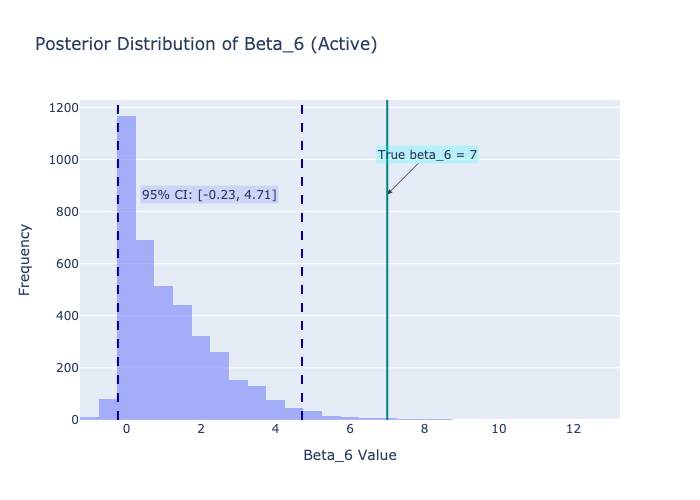 Posterior Distribution of Beta_6 (Active)
1200
1000
800
600
400
200
0
Frequency
True beta_6 = 7
95% CI: [-0.23, 4.71]
0 2 4 6 8 10 12
Beta_6 Value